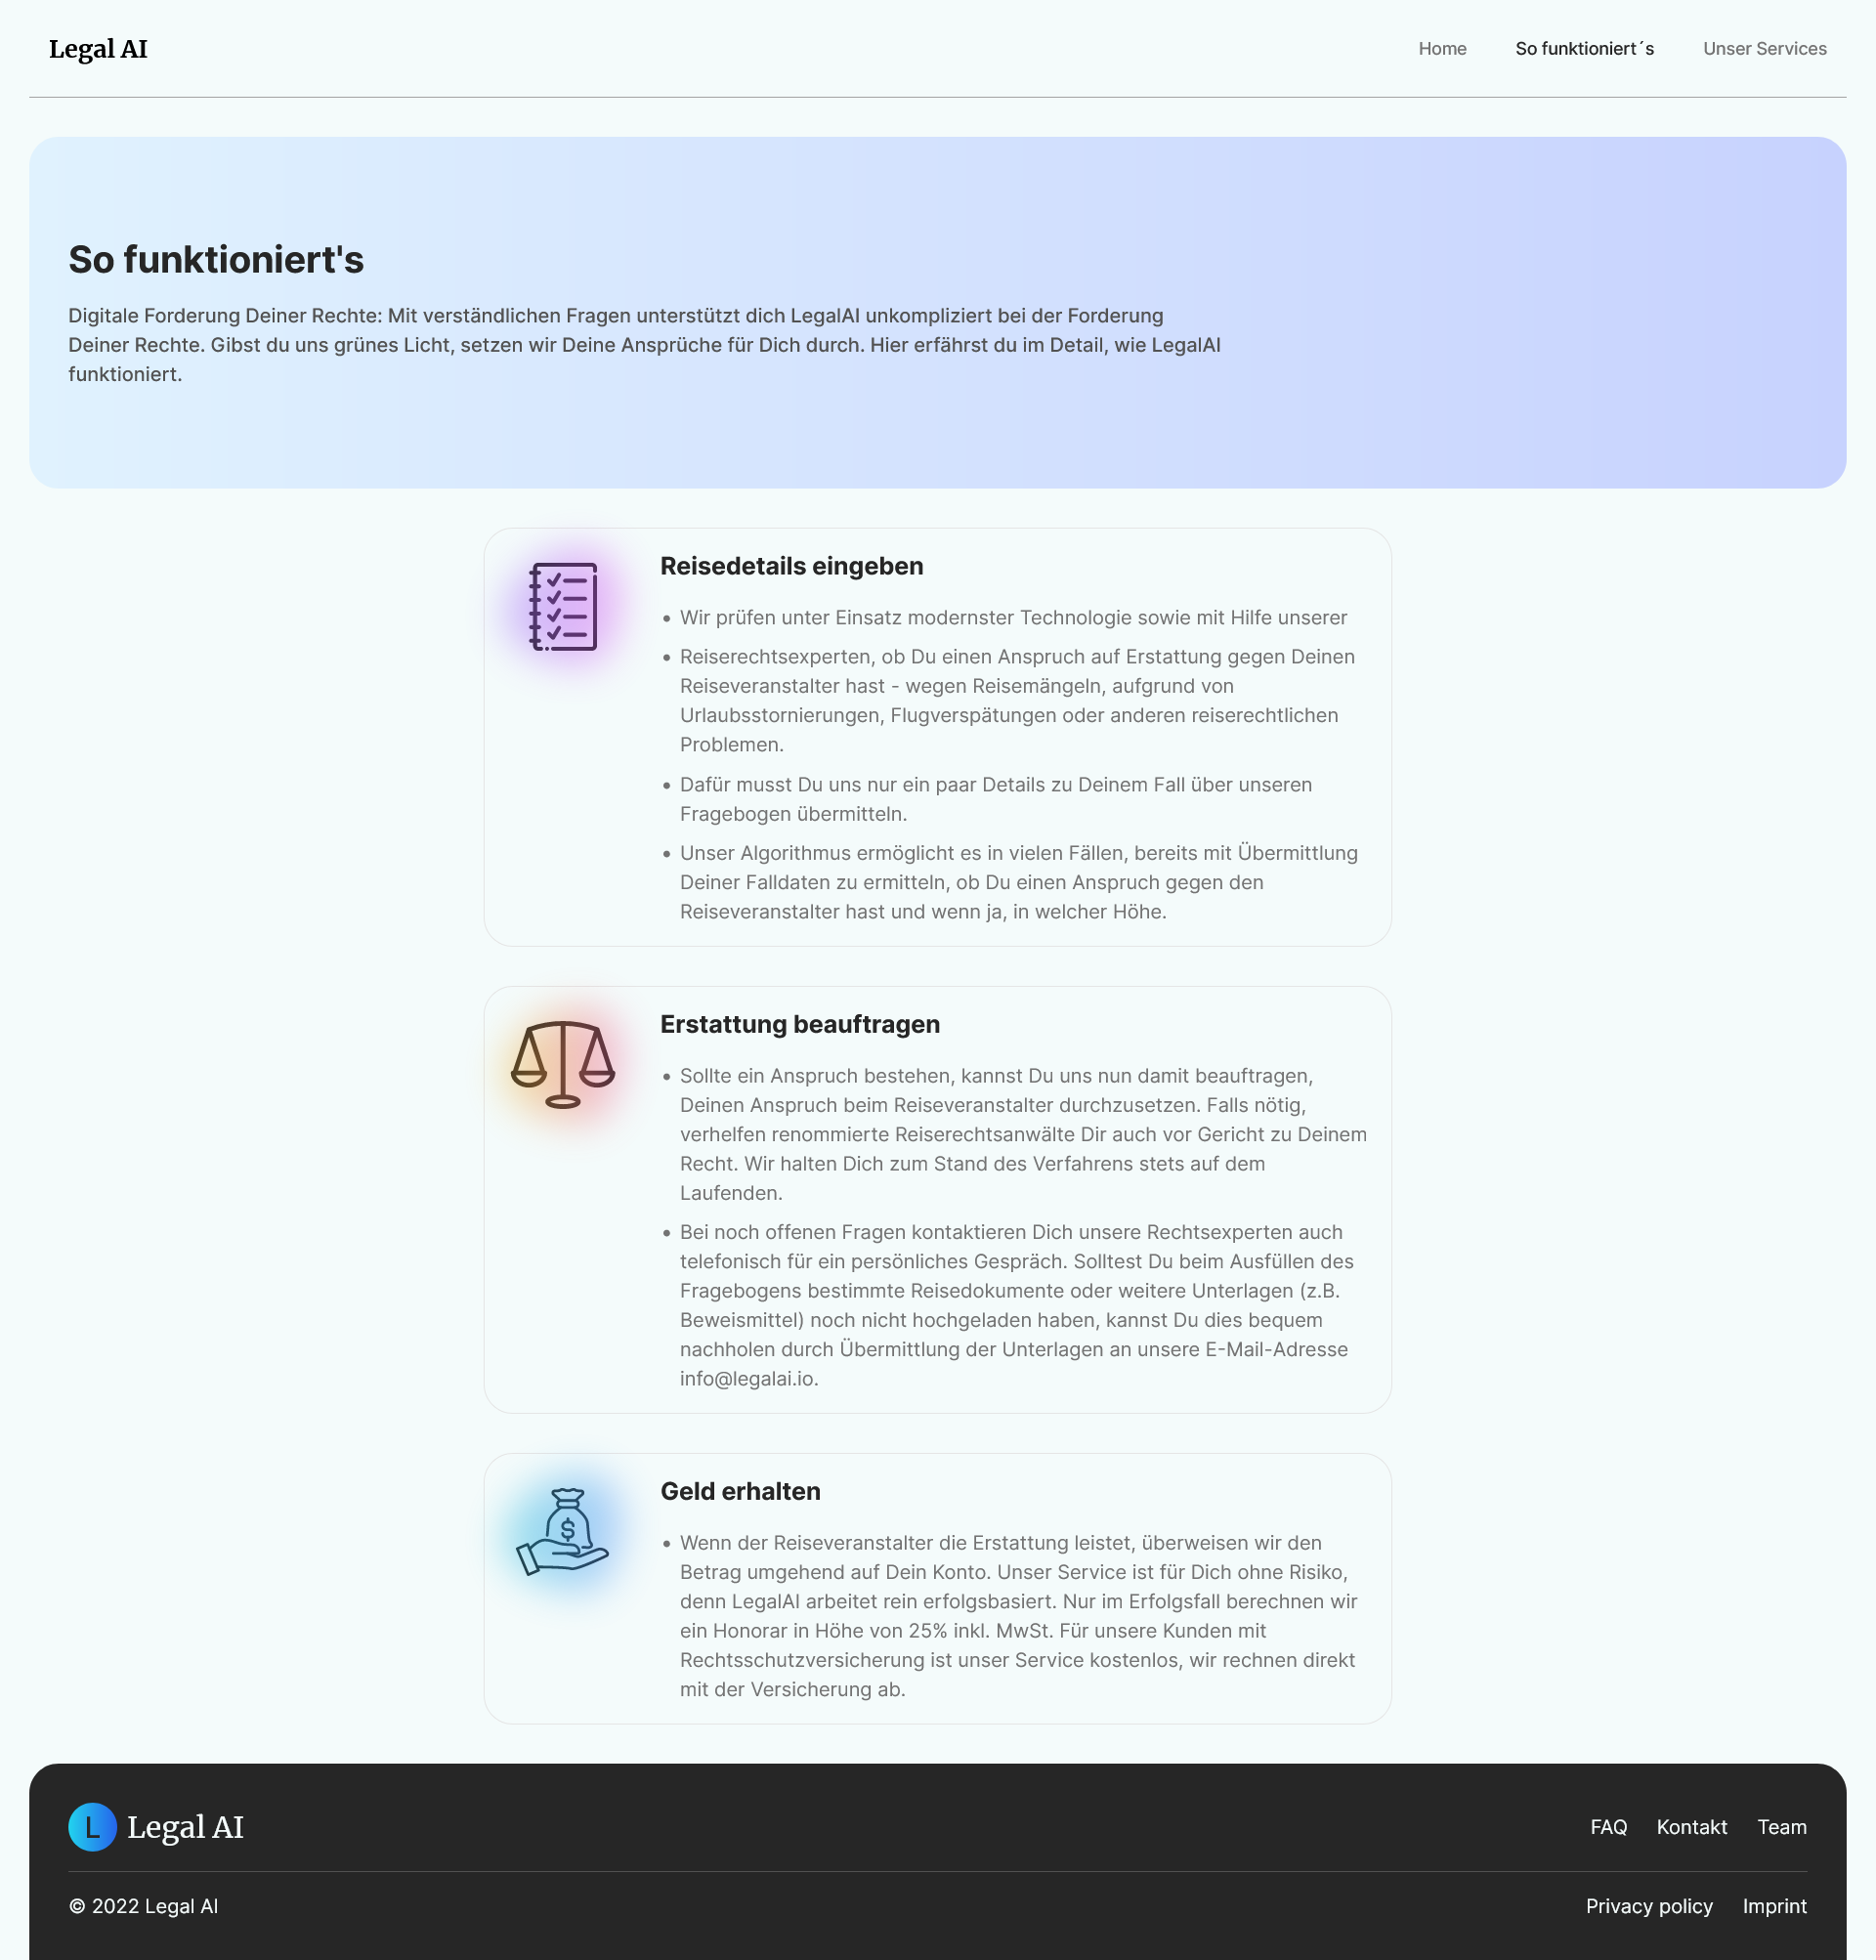 Legal AI
Home
So funktioniert´s
Unser Services
So funktioniert's
Digitale Forderung Deiner Rechte: Mit verständlichen Fragen unterstützt dich LegalAI unkompliziert bei der Forderung
Deiner Rechte. Gibst du uns grünes Licht, setzen wir Deine Ansprüche für Dich durch. Hier erfährst du im Detail, wie LegalAI
funktioniert.
Reisedetails eingeben
• Wir prüfen unter Einsatz modernster Technologie sowie mit Hilfe unserer
• Reiserechtsexperten, ob Du einen Anspruch auf Erstattung gegen Deinen
Reiseveranstalter hast - wegen Reisemängeln, aufgrund von
Urlaubsstornierungen, Flugverspätungen oder anderen reiserechtlichen
Problemen.
• Dafür musst Du uns nur ein paar Details zu Deinem Fall über unseren
Fragebogen übermitteln.
• Unser Algorithmus ermöglicht es in vielen Fällen, bereits mit Übermittlung
Deiner Falldaten zu ermitteln, ob Du einen Anspruch gegen den
Reiseveranstalter hast und wenn ja, in welcher Höhe.
Erstattung beauftragen
• Sollte ein Anspruch bestehen, kannst Du uns nun damit beauftragen,
Deinen Anspruch beim Reiseveranstalter durchzusetzen. Falls nötig,
verhelfen renommierte Reiserechtsanwälte Dir auch vor Gericht zu Deinem
Recht. Wir halten Dich zum Stand des Verfahrens stets auf dem
Laufenden.
• Bei noch offenen Fragen kontaktieren Dich unsere Rechtsexperten auch
telefonisch für ein persönliches Gespräch. Solltest Du beim Ausfüllen des
Fragebogens bestimmte Reisedokumente oder weitere Unterlagen (z.B.
Beweismittel) noch nicht hochgeladen haben, kannst Du dies bequem
nachholen durch Übermittlung der Unterlagen an unsere E-Mail-Adresse
info@legalai.io.
$
Geld erhalten
• Wenn der Reiseveranstalter die Erstattung leistet, überweisen wir den
Betrag umgehend auf Dein Konto. Unser Service ist für Dich ohne Risiko,
denn LegalAI arbeitet rein erfolgsbasiert. Nur im Erfolgsfall berechnen wir
ein Honorar in Höhe von 25% inkl. MwSt. Für unsere Kunden mit
Rechtsschutzversicherung ist unser Service kostenlos, wir rechnen direkt
mit der Versicherung ab.
L Legal AI
FAQ
Kontakt
Team
© 2022 Legal AI
Privacy policy
Imprint